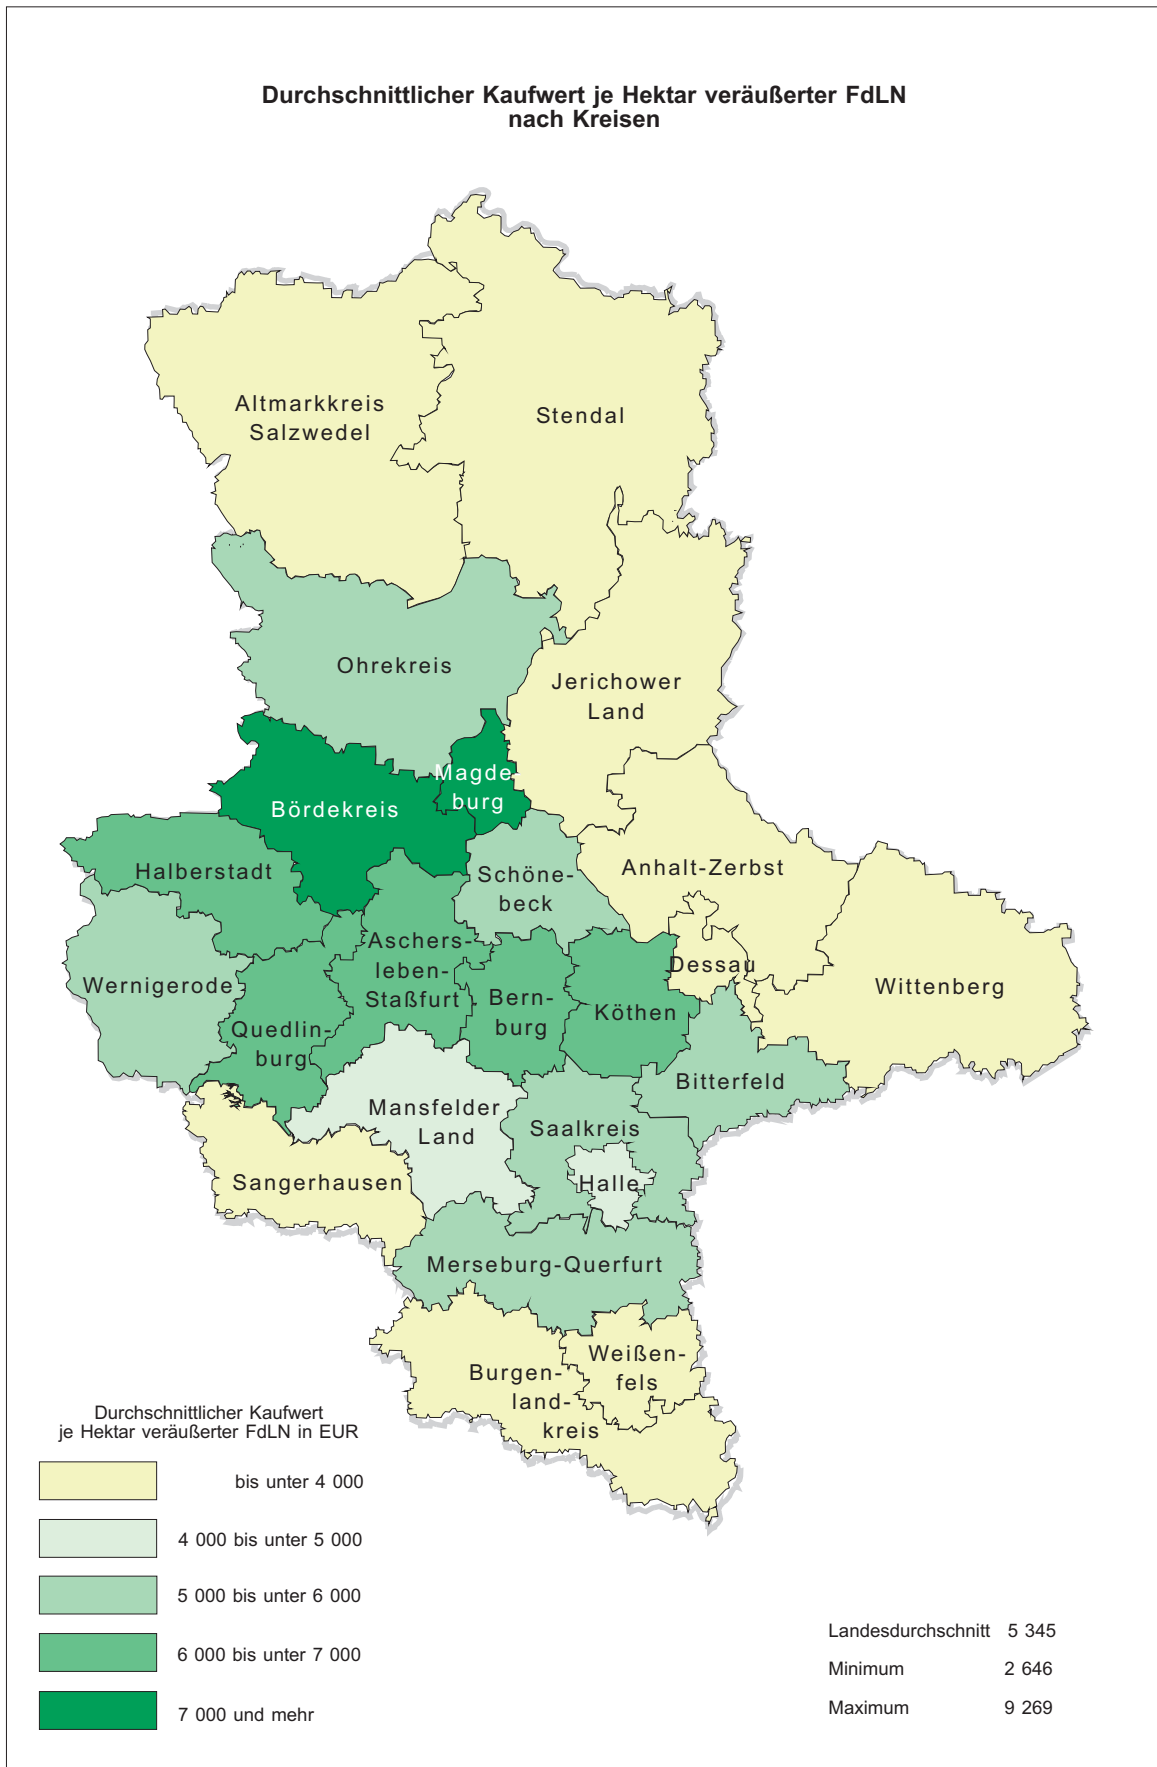 Durchschnittlicher Kaufwert je Hektar veräußerter FdLN
nach Kreisen
Altmarkkreis
Salzwedel
Stendal
Ohrekreis
Jerichower
Land
Magde-
burg
Bördekreis
Halberstadt
Schöne-
beck
Anhalt-Zerbst
Aschers-
leben-
Staßfurt
Dessau
Wernigerode
Wittenberg
Bern-
burg
Köthen
Quedlin-
burg
Bitterfeld
Mansfelder
Land
Saalkreis
Sangerhausen
Halle
Merseburg-Querfurt
Weißen-
fels
Burgen-
land-
kreis
Durchschnittlicher Kaufwert
je Hektar veräußerter FdLN in EUR
bis unter 4 000
4 000 bis unter 5 000
5 000 bis unter 6 000
6 000 bis unter 7 000
7 000 und mehr
Landesdurchschnitt 5 345
Minimum 2 646
Maximum 9 269